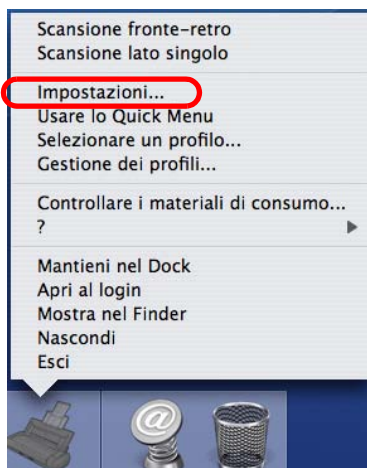 Scansione fronte-retro
Scansione lato singolo
Impostazioni...
Usare lo Quick Menu
Selezionare un profilo...
Gestione dei profili...
Controllare i materiali di consumo...
?
Mantieni nel Dock
Apri al login
Mostra nel Finder
Nascondi
Esci
@